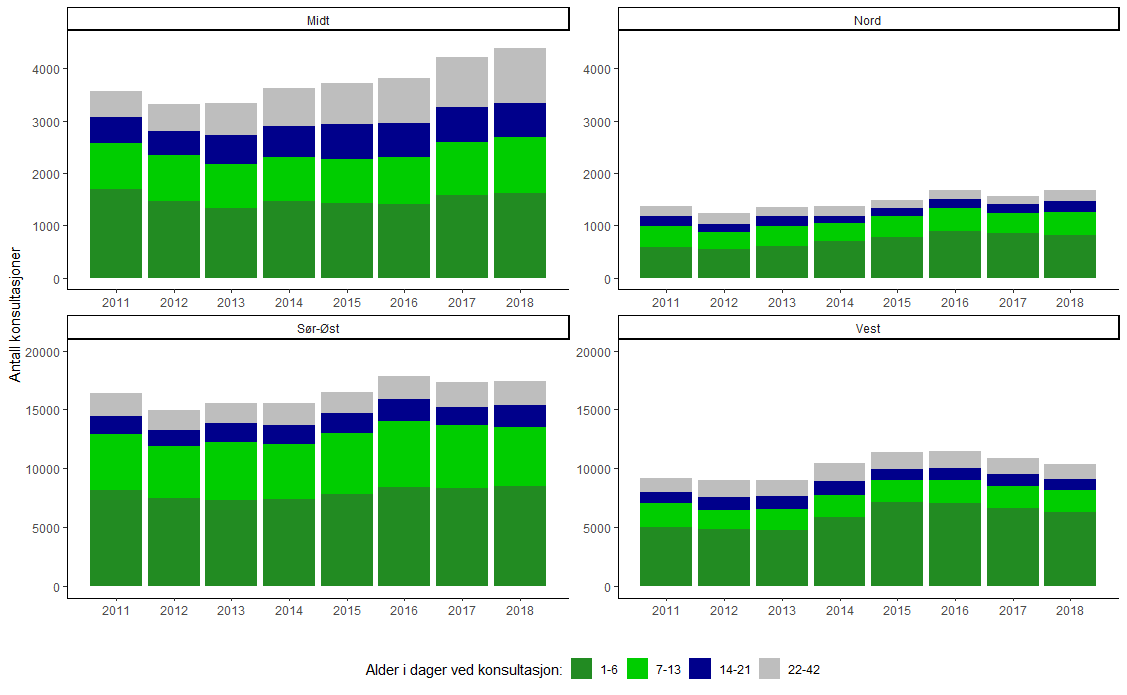 Antall konsultasjoner
Midt
4000
3000
2000
1000
0
2011 2012 2013 2014 2015 2016 2017 2018
Nord
4000
3000
2000
1000
0
2011 2012 2013 2014 2015 2016 2017 2018
Sør-Øst
20000
15000
10000
5000
0
2011 2012 2013 2014 2015 2016 2017 2018
Vest
20000
15000
10000
5000
0
2011 2012 2013 2014 2015 2016 2017 2018
Alder i dager ved konsultasjon: 1-6 7-13 14-21 22-42